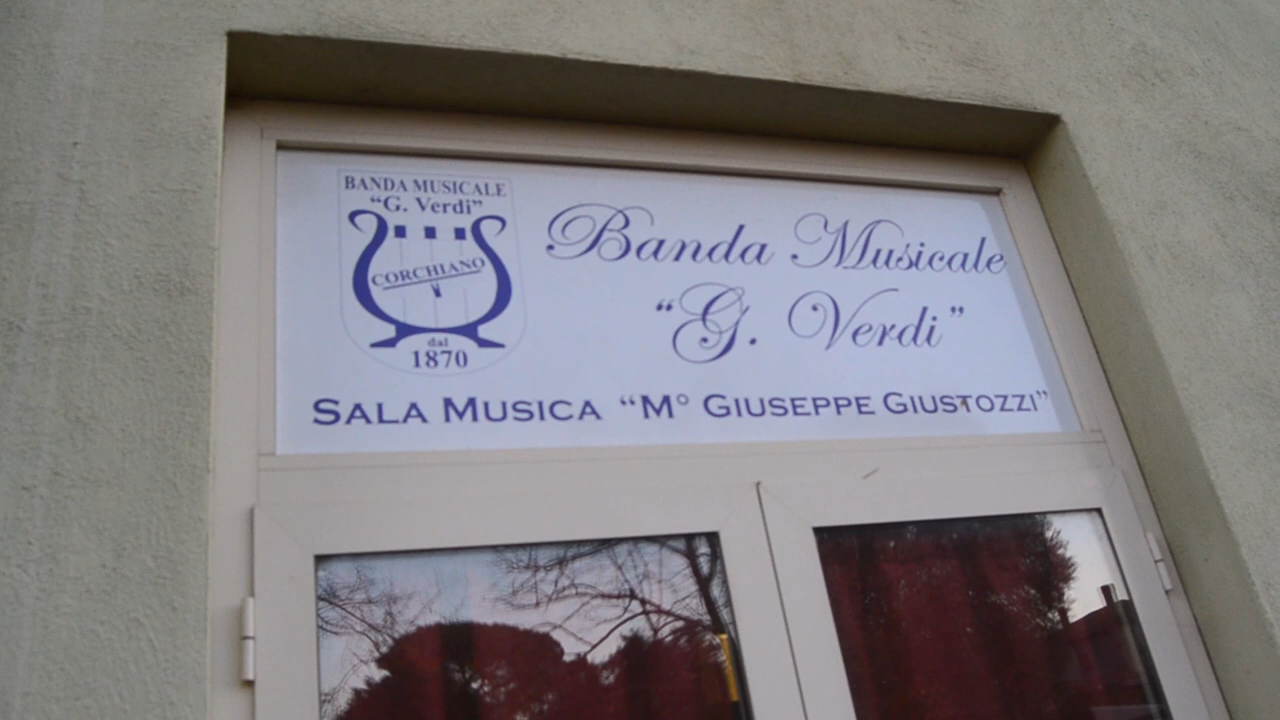 BANDA MUSICALE
“G. Verdi”
CORCHIANO
dal
1870
Banda Musicale
“G. Verdi”
SALA MUSICA “M° GIUSEPPE GIUSTOZZI”